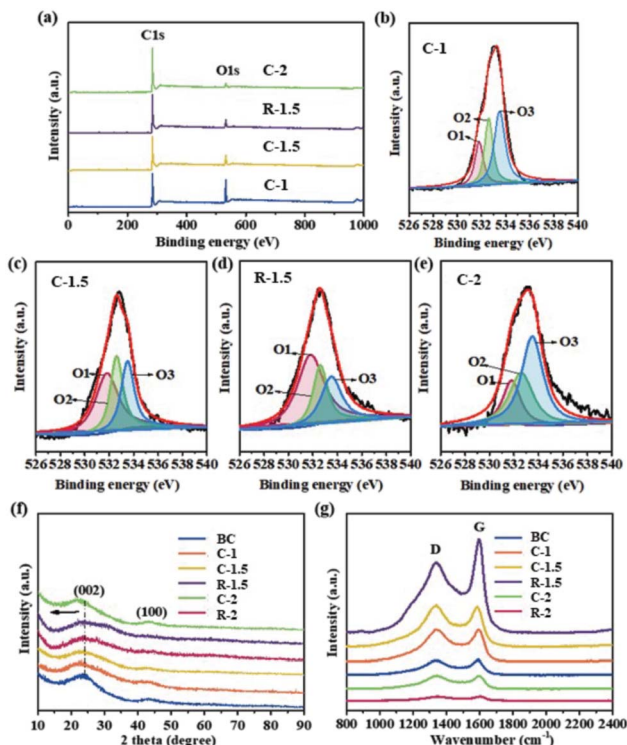 (a)
C1s
O1s
C-2
R-1.5
C-1.5
C-1
Intensity (a.u.)
0 200 400 600 800 1000
Binding energy (eV)
(b)
C-1
O3
O2
O1
Intensity (a.u.)
526 528 530 532 534 536 538 540
Binding energy (eV)
(c)
C-1.5
O1
O3
O2
Intensity (a.u.)
526 528 530 532 534 536 538 540
Binding energy (eV)
(d)
R-1.5
O1
O3
O2
Intensity (a.u.)
526 528 530 532 534 536 538 540
Binding energy (eV)
(e)
C-2
O3
O2
O1
Intensity (a.u.)
526 528 530 532 534 536 538 540
Binding energy (eV)
(f)
BC
C-1
C-1.5
R-1.5
C-2
R-2
(002)
(100)
Intensity (a.u.)
10 20 30 40 50 60 70 80 90
2 theta (degree)
(g)
D
G
BC
C-1
C-1.5
R-1.5
C-2
R-2
Intensity (a.u.)
800 1200 1600 2000 2400
Wavenumber (cm⁻¹)